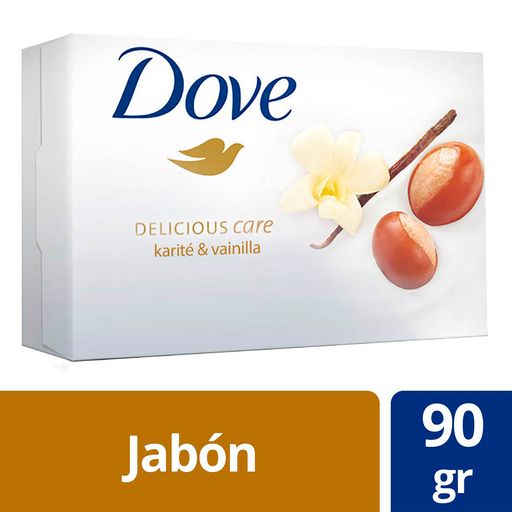 Dove
DELICIOUS care
karité & vainilla
Jabón
90
gr